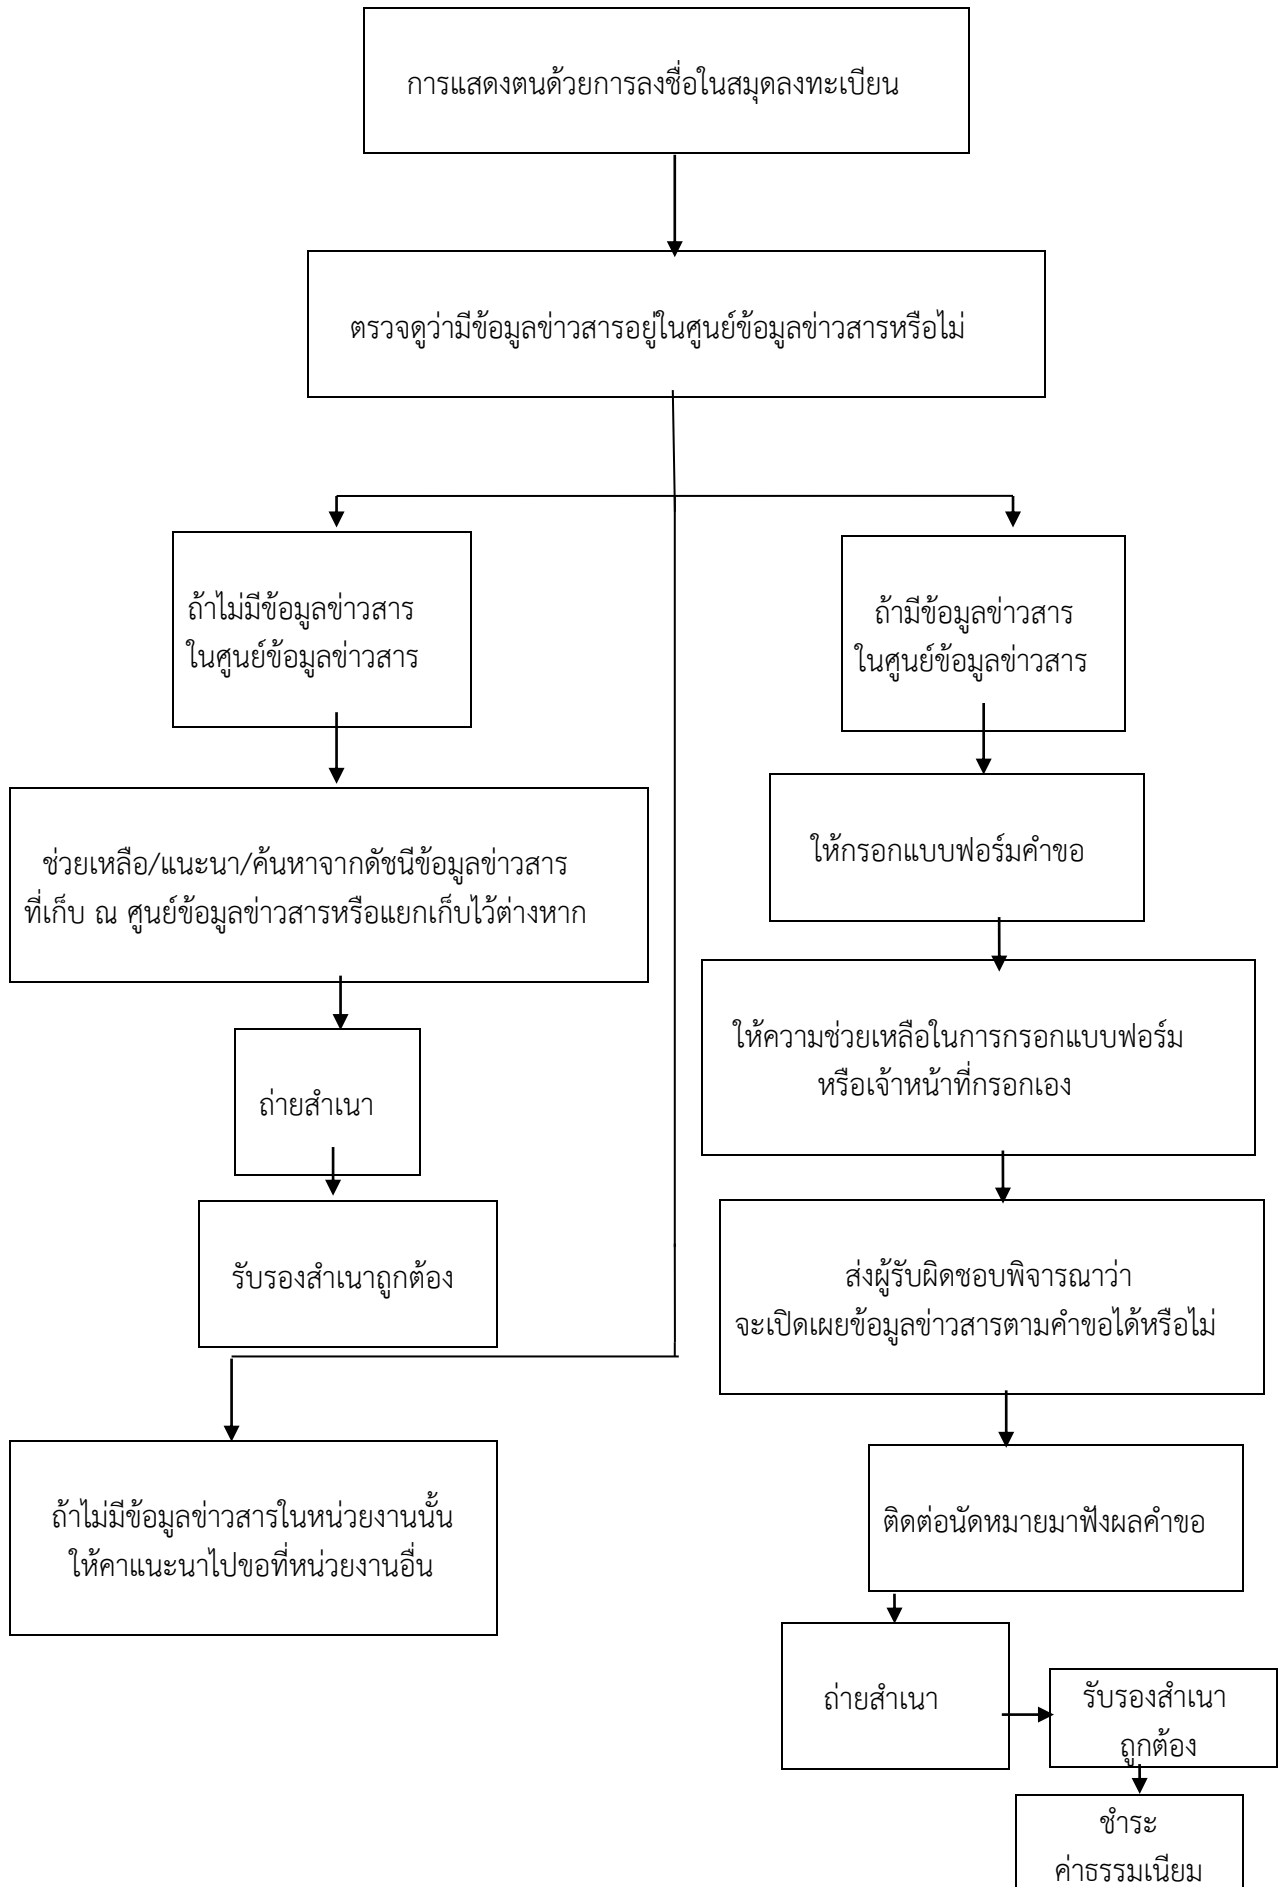 การแสดงตนด้วยการลงชื่อในสมุดลงทะเบียน
ตรวจดูว่ามีข้อมูลข่าวสารอยู่ในศูนย์ข้อมูลข่าวสารหรือไม่
ถ้าไม่มีข้อมูลข่าวสาร
ในศูนย์ข้อมูลข่าวสาร
ช่วยเหลือ/แนะนา/ค้นหาจากดัชนีข้อมูลข่าวสาร
ที่เก็บ ณ ศูนย์ข้อมูลข่าวสารหรือแยกเก็บไว้ต่างหาก
ถ่ายสำเนา
รับรองสำเนาถูกต้อง
ถ้าไม่มีข้อมูลข่าวสารในหน่วยงานนั้น
ให้คาแนะนาไปขอที่หน่วยงานอื่น
ถ้ามีข้อมูลข่าวสาร
ในศูนย์ข้อมูลข่าวสาร
ให้กรอกแบบฟอร์มคำขอ
ให้ความช่วยเหลือในการกรอกแบบฟอร์ม
หรือเจ้าหน้าที่กรอกเอง
ส่งผู้รับผิดชอบพิจารณาว่า
จะเปิดเผยข้อมูลข่าวสารตามคำขอได้หรือไม่
ติดต่อนัดหมายมาฟังผลคำขอ
ถ่ายสำเนา
รับรองสำเนา
ถูกต้อง
ชำระ
ค่าธรรมเนียม